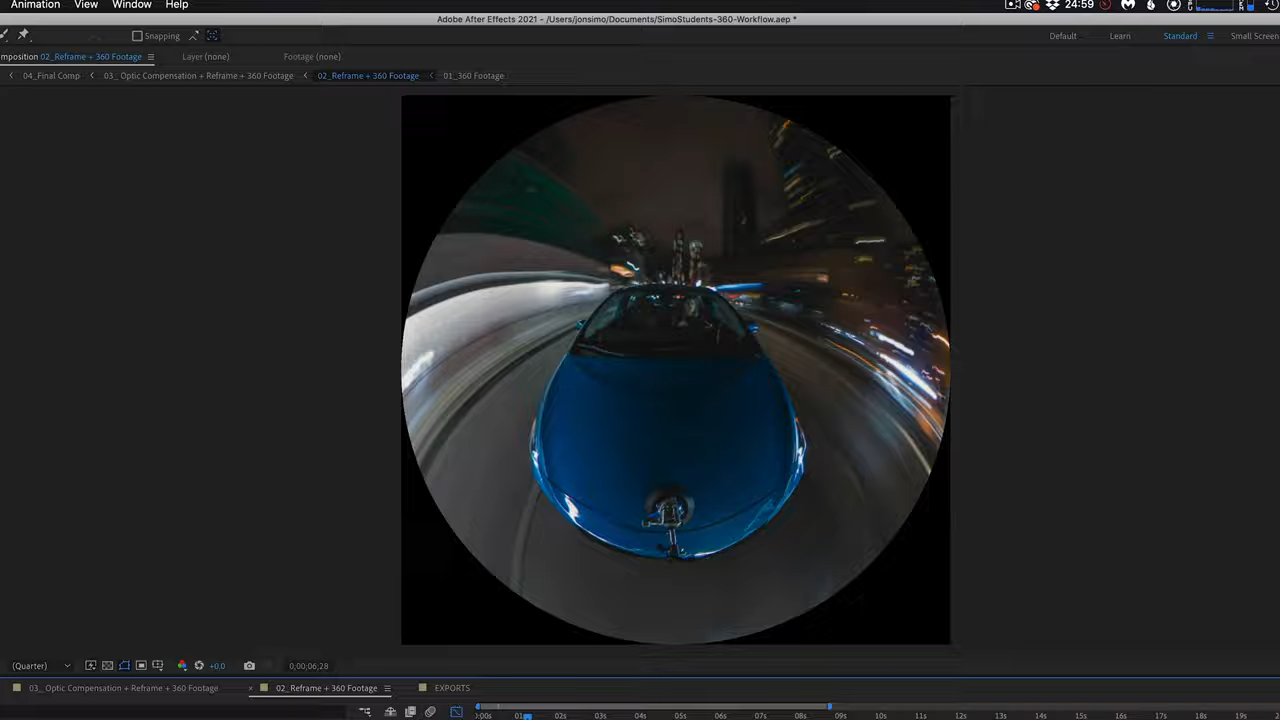 Animation View Window Help 24:59
Adobe After Effects 2021 - /Users/jonsimo/Documents/SimoStudents-360-Workflow.aep *
Snapping Default Learn Standard Small Screen
mposition 02_Reframe + 360 Footage Layer (none) Footage (none)
04_Final Comp 03_ Optic Compensation + Reframe + 360 Footage 02_Reframe + 360 Footage 01_360 Footage
(Quarter) +0.0 0;00;06;28
03_ Optic Compensation + Reframe + 360 Footage × 02_Reframe + 360 Footage EXPORTS
:00s 01s 02s 03s 04s 05s 06s 07s 08s 09s 10s 11s 12s 13s 14s 15s 16s 17s 18s 19s